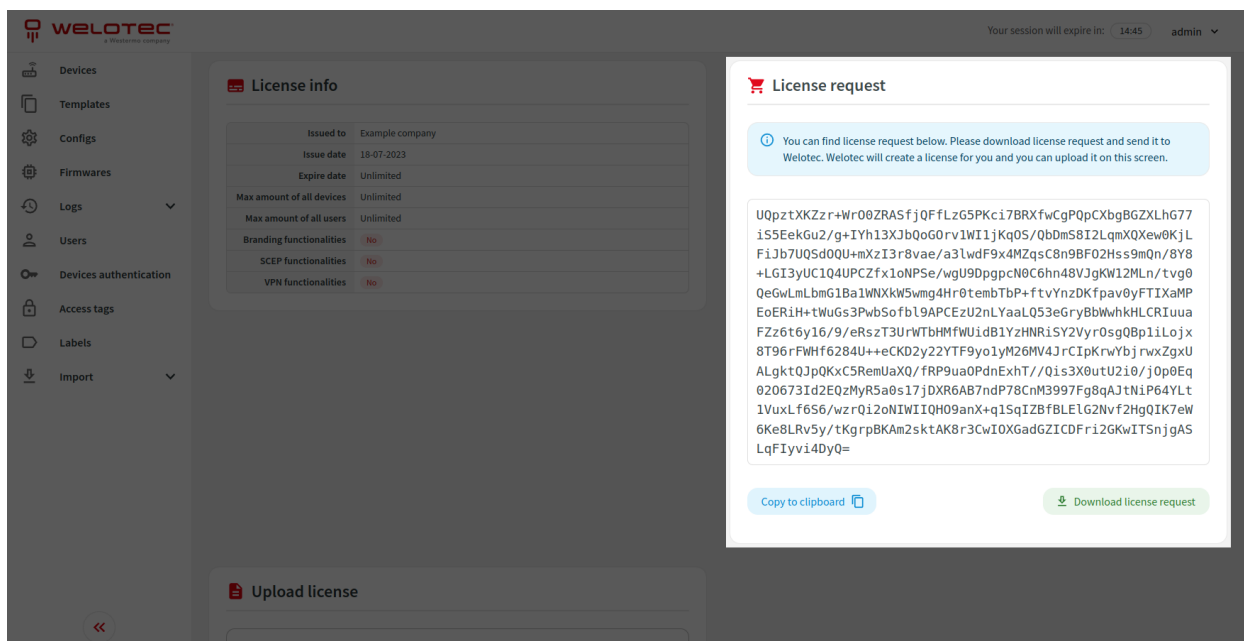 WELOTEC
a Westermo company
Your session will expire in: 14:45 admin
Devices
Templates
Configs
Firmwares
Logs
Users
Devices authentication
Access tags
Labels
Import
License info
Issued to Example company
Issue date 18-07-2023
Expire date Unlimited
Max amount of all devices Unlimited
Max amount of all users Unlimited
Branding functionalities No
SCEP functionalities No
VPN functionalities No
Upload license
License request
You can find license request below. Please download license request and send it to
Welotec. Welotec will create a license for you and you can upload it on this screen.
UQpztXKZzr+WrO0ZRASfjQFfLzG5PKci7BRXfwCgPQpCXbgBGZXLhG77
iS5EekGu2/g+IYh13XJbQoGOrv1WI1jKqOS/QbDmS8I2LqmXQXew0KjL
FiJb7UQSdOQU+mXzI3r8vae/a3lwdF9x4MZqsC8n9BFO2Hss9mQn/8Y8
+LGI3yUC1Q4UPCZfx1oNPSe/wgU9DpgpcN0C6hn48VJgKW12MLn/tvg0
QeGwLmLbmG1Ba1WNXkW5wmg4Hr0tembTbP+ftvYnzDKfpav0yFTIXaMP
EoERiH+tWuGs3PwbSofbl9APCEzU2nLYaaLQ53eGryBbWwhkHLCRIuua
FZz6t6y16/9/eRszT3UrWTbHMfWUidB1YzHNRiSY2VyrOsgQBp1iLojx
8T96rFWHf6284U++eCKD2y22YTF9yo1yM26MV4JrCIpKrwYbjrwxZgxU
ALgktQJpQKxC5RemUaXQ/fRP9uaOPdnExhT//Qis3X0utU2i0/jOp0Eq
02O673Id2EQzMyR5a0s17jDXR6AB7ndP78CnM3997Fg8qAJtNiP64YLt
1VuxLf6S6/wzrQi2oNIWIIQHO9anX+q1SqIZBfBLElG2Nvf2HgQIK7eW
6Ke8LRv5y/tKgrpBKAm2sktAK8r3CwIOXGadGZICDFri2GKwITSnjgAS
LqFIyvi4DyQ=
Copy to clipboard Download license request